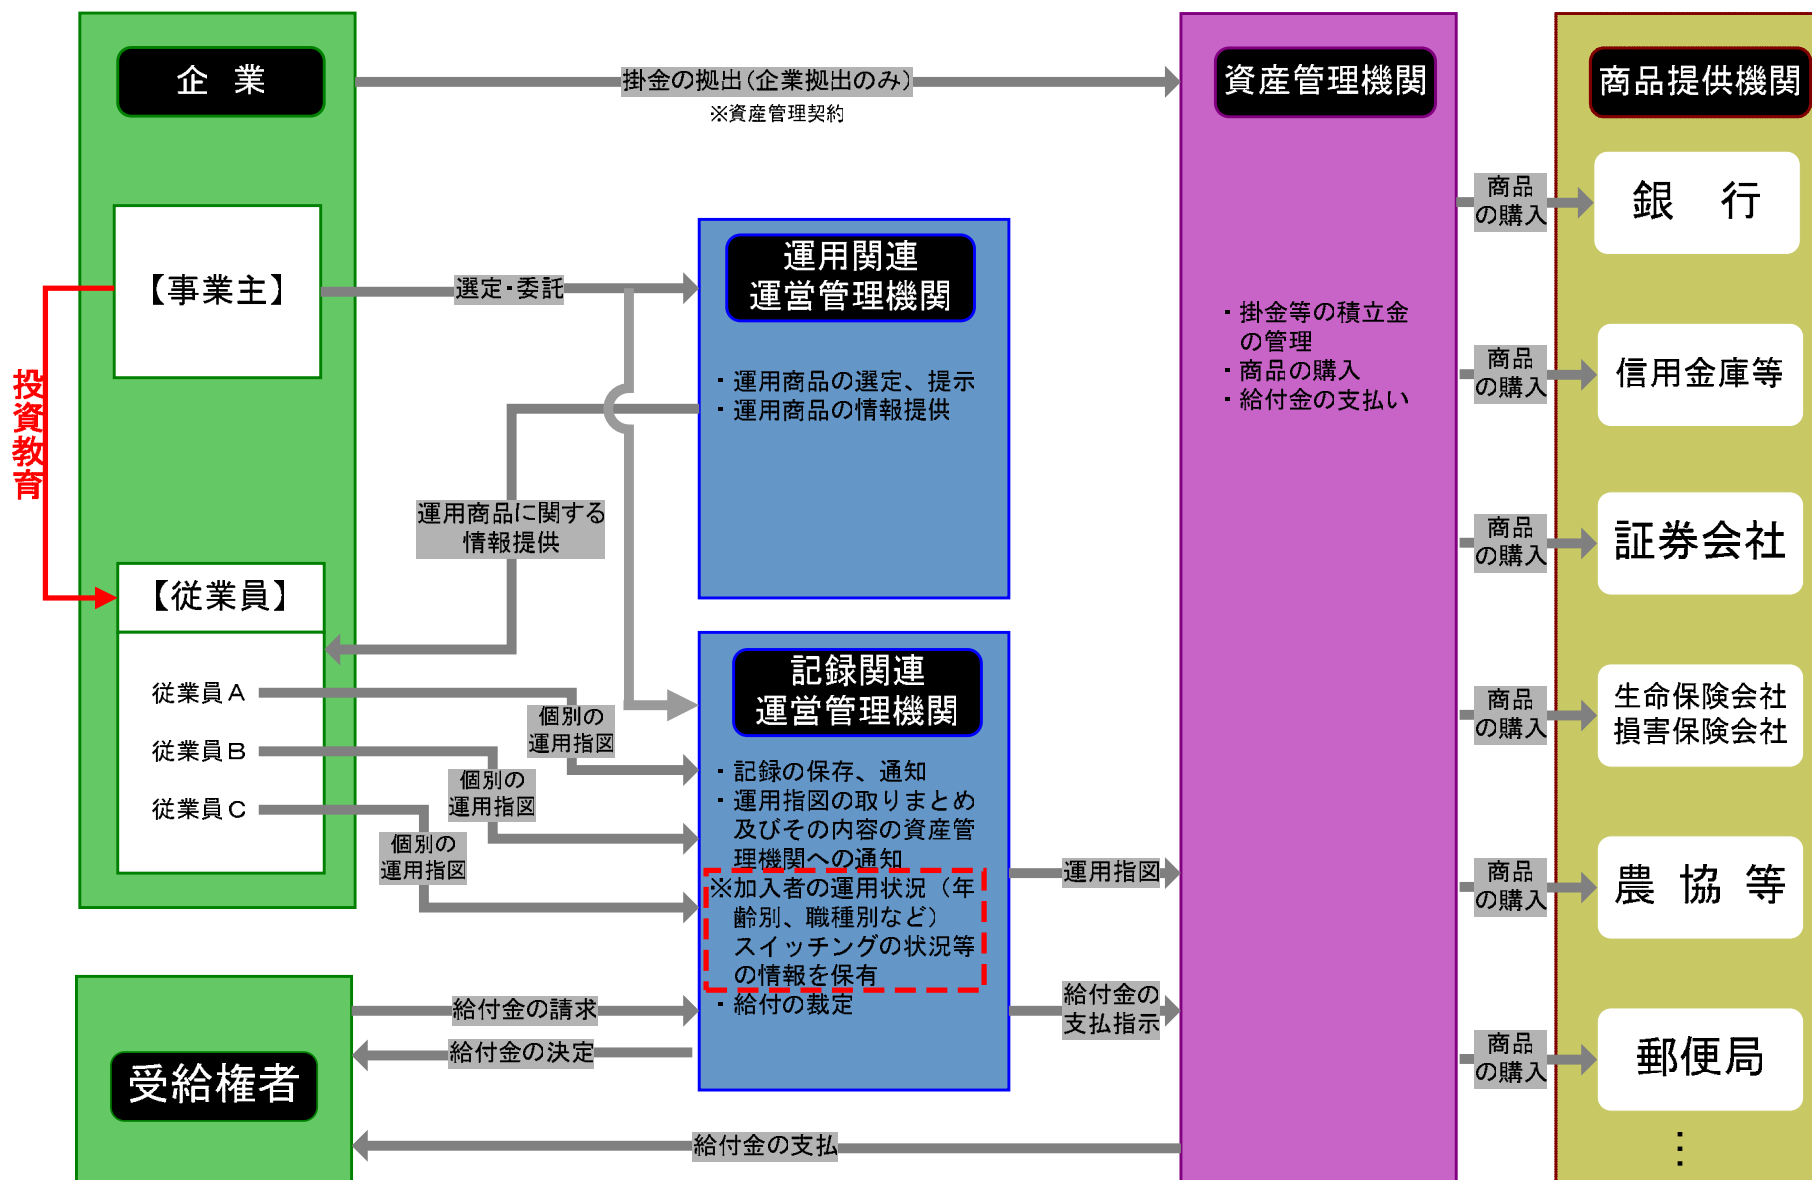 企 業
掛金の拠出(企業拠出のみ)
※資産管理契約
資産管理機関
商品提供機関
【事業主】
選定・委託
運用関連
運営管理機関
・運用商品の選定、提示
・運用商品の情報提供
投資教育
運用商品に関する
情報提供
【従業員】
従業員A
従業員B
従業員C
個別の
運用指図
個別の
運用指図
個別の
運用指図
記録関連
運営管理機関
・記録の保存、通知
・運用指図の取りまとめ
及びその内容の資産管
理機関への通知
※加入者の運用状況(年
齢別、職種別など)
スイッチングの状況等
の情報を保有
・給付の裁定
運用指図
給付金の
支払指示
給付金の請求
給付金の決定
受給権者
給付金の支払
・掛金等の積立金
の管理
・商品の購入
・給付金の支払い
商品
の購入
銀 行
商品
の購入
信用金庫等
商品
の購入
証券会社
商品
の購入
生命保険会社
損害保険会社
商品
の購入
農 協 等
商品
の購入
郵便局
⋮